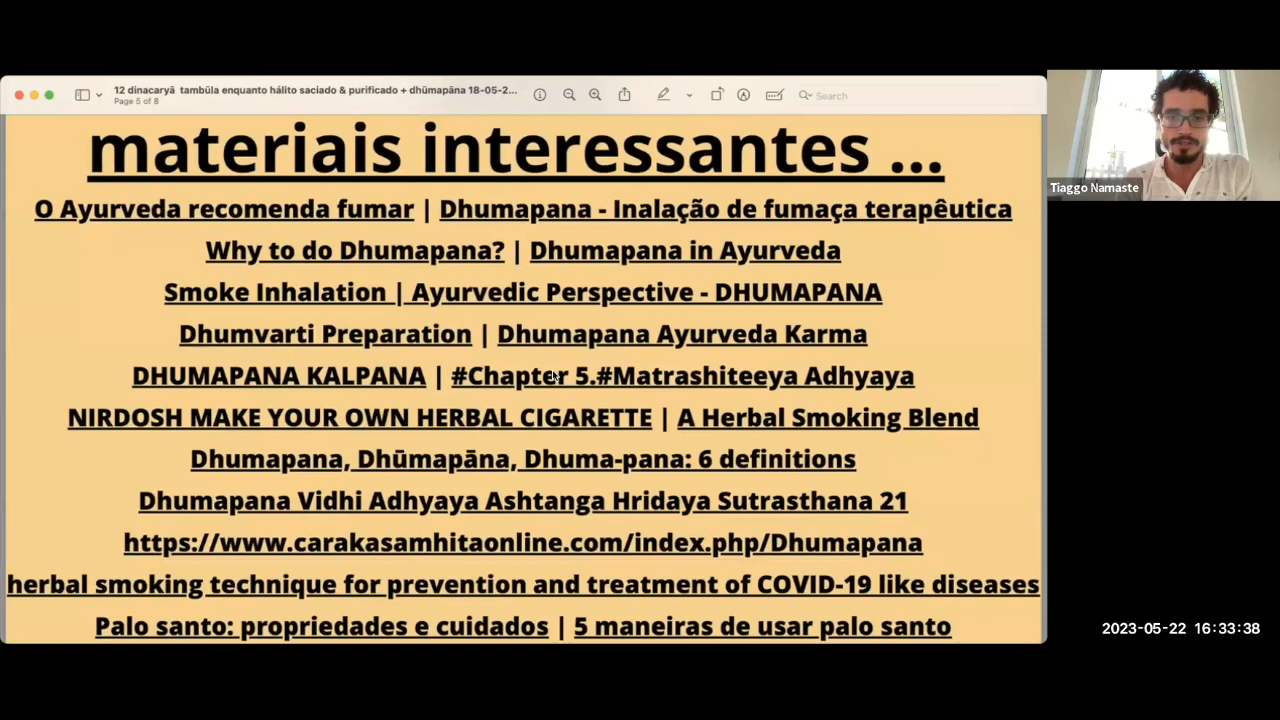 12 dinacaryā tambūla enquanto hálito saciado & purificado + dhūmapāna 18-05-2...
Page 5 of 8
Search
materiais interessantes ...
O Ayurveda recomenda fumar | Dhumapana - Inalação de fumaça terapêutica
Why to do Dhumapana? | Dhumapana in Ayurveda
Smoke Inhalation | Ayurvedic Perspective - DHUMAPANA
Dhumvarti Preparation | Dhumapana Ayurveda Karma
DHUMAPANA KALPANA | #Chapter 5.#Matrashiteeya Adhyaya
NIRDOSH MAKE YOUR OWN HERBAL CIGARETTE | A Herbal Smoking Blend
Dhumapana, Dhūmapāna, Dhuma-pana: 6 definitions
Dhumapana Vidhi Adhyaya Ashtanga Hridaya Sutrasthana 21
https://www.carakasamhitaonline.com/index.php/Dhumapana
herbal smoking technique for prevention and treatment of COVID-19 like diseases
Palo santo: propriedades e cuidados | 5 maneiras de usar palo santo
Tiaggo Namaste
2023-05-22 16:33:38